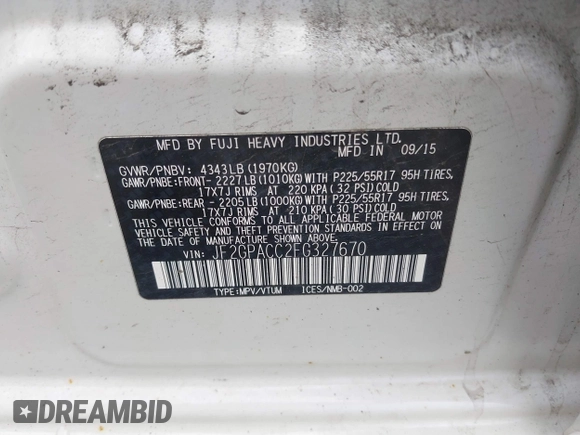 MFD BY FUJI HEAVY INDUSTRIES LTD.
MFD IN 09/15
GVWR/PNBV: 4343LB (1970KG)
GAWR/PNBE:FRONT- 2227LB(1010KG)WITH P225/55R17 95H TIRES,
17X7J RIMS AT 220 KPA(32 PSI)COLD
GAWR/PNBE:REAR - 2205LB(1000KG)WITH P225/55R17 95H TIRES,
17X7J RIMS AT 210 KPA(30 PSI)COLD
THIS VEHICLE CONFORMS TO ALL APPLICABLE FEDERAL MOTOR
VEHICLE SAFETY STANDARDS IN EFFECT ON THE DATE OF
MANUFACTURE SHOWN ABOVE.
VIN: JF2GPACC2FG327670
TYPE:MPV/VTUM ICES/NMB-002
DREAMBID